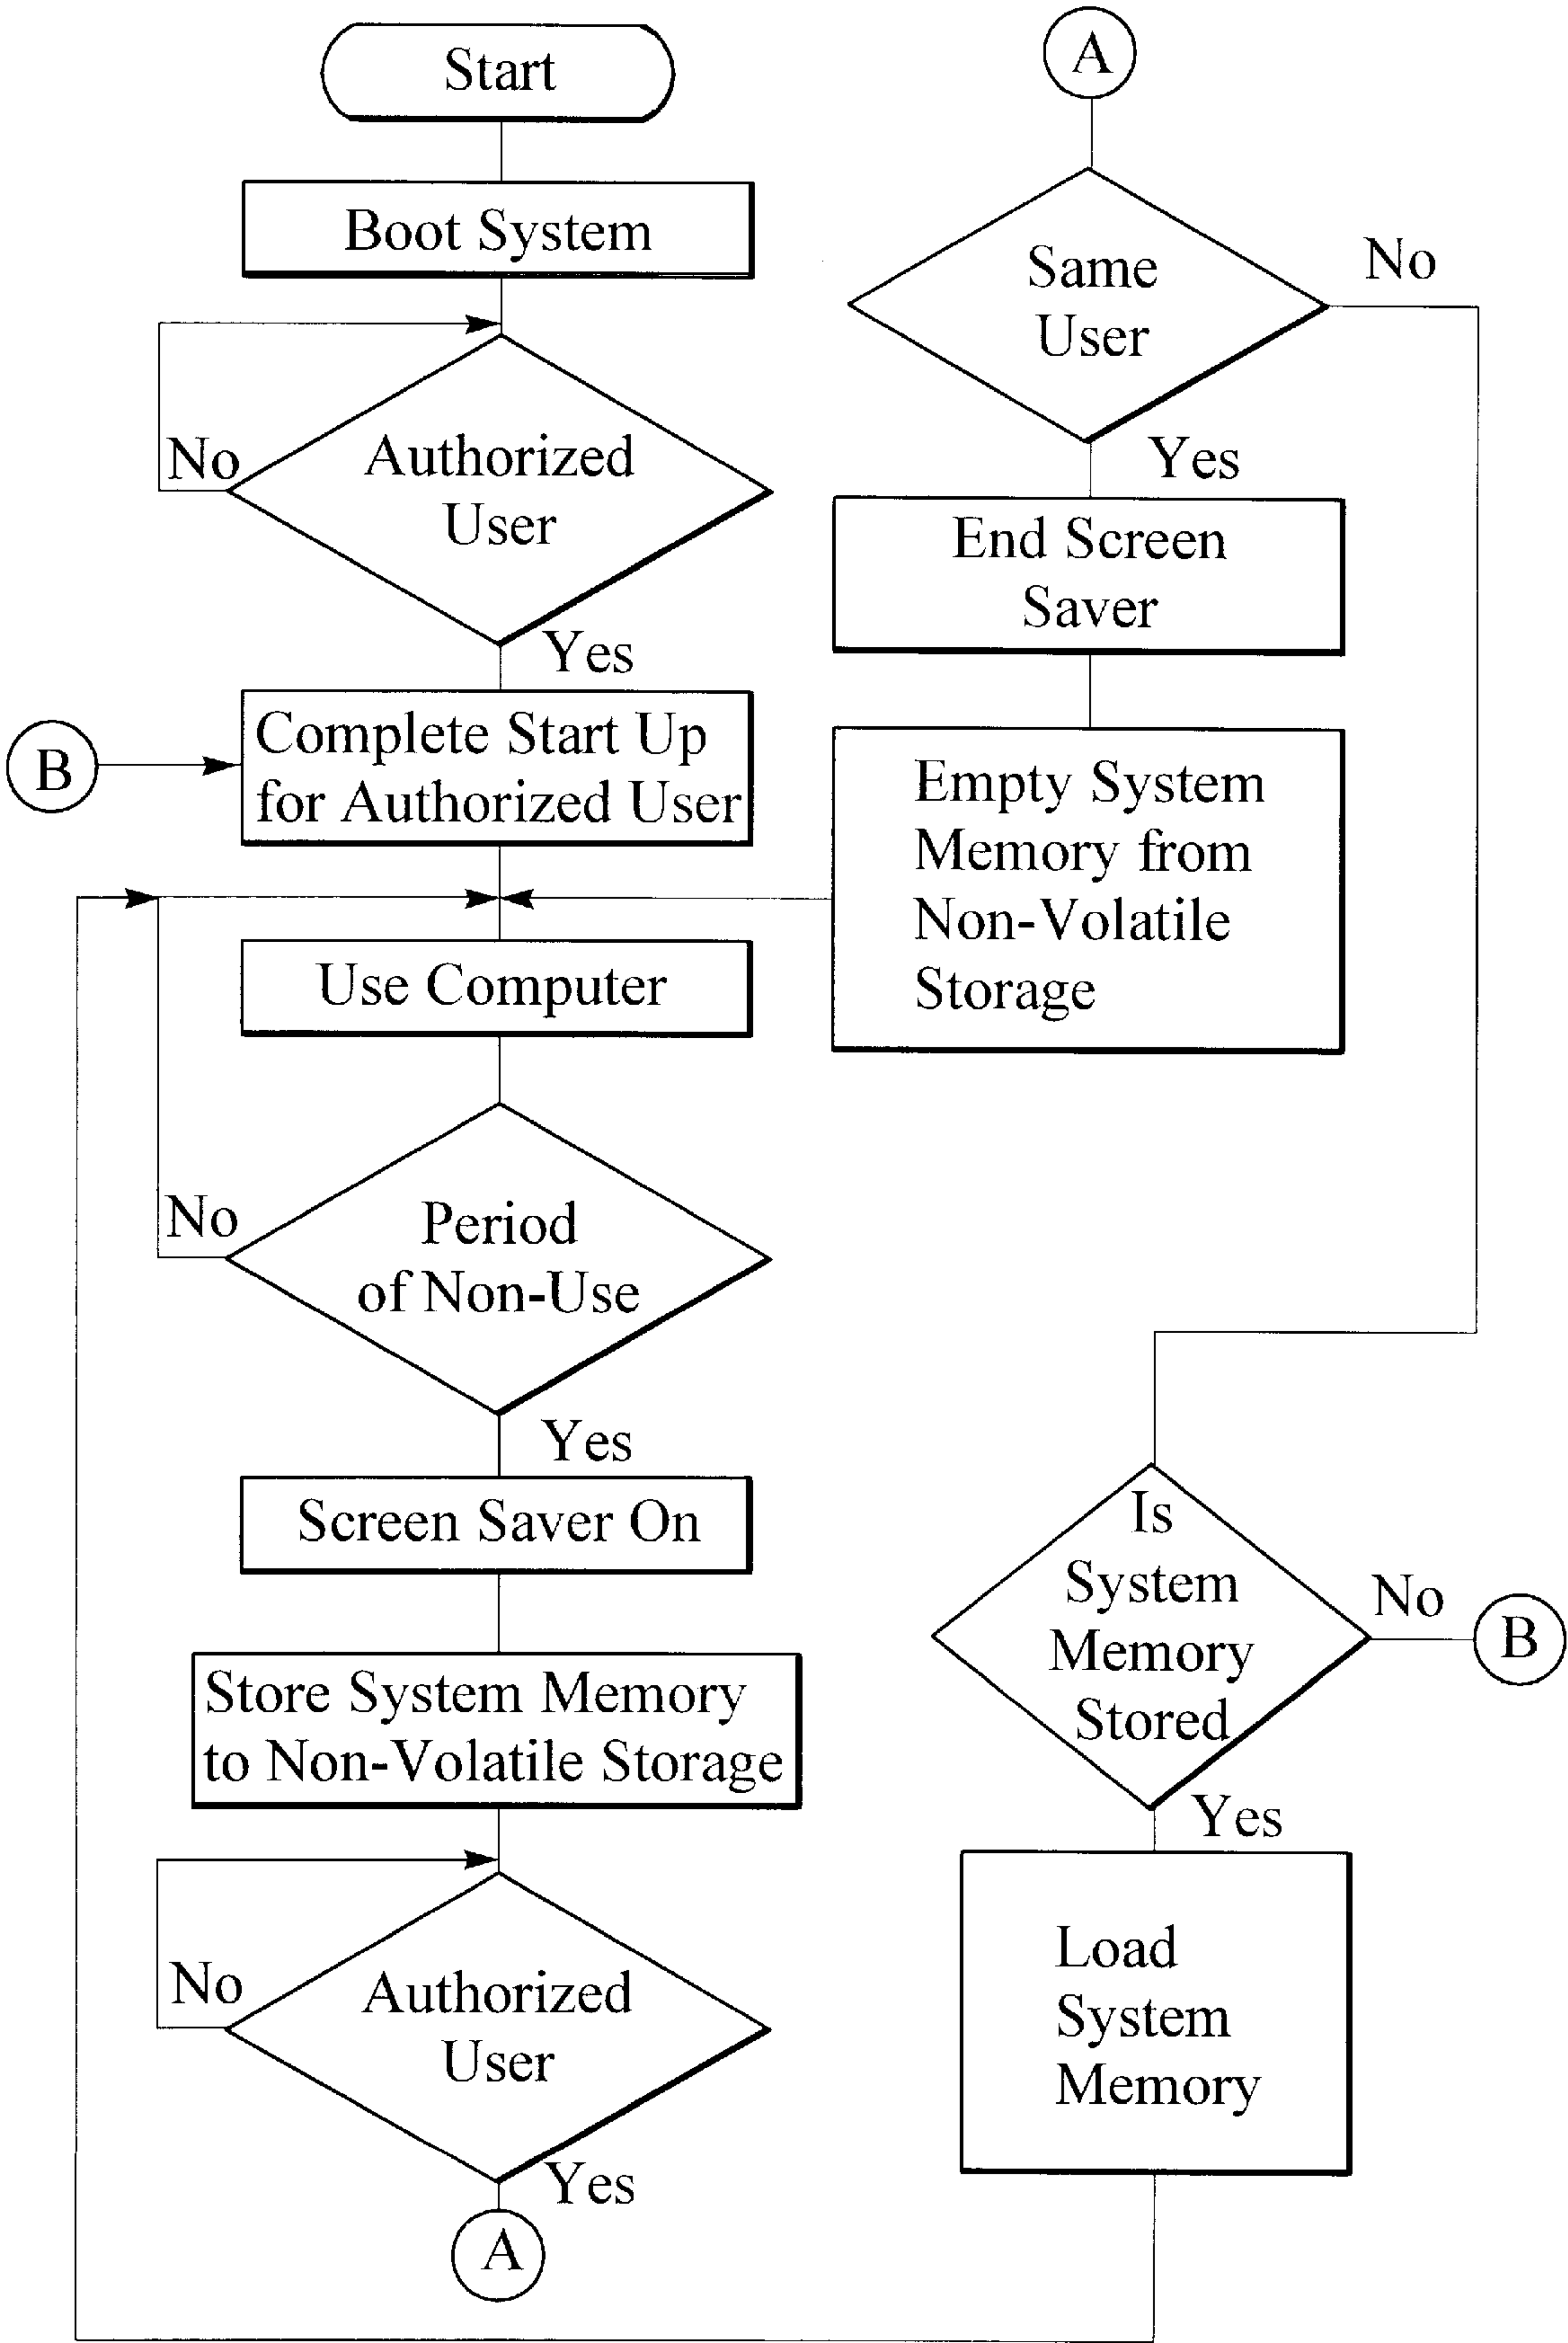 Start
Boot System
No
Authorized
User
Yes
B
Complete Start Up
for Authorized User
Use Computer
No
Period
of Non-Use
Yes
Screen Saver On
Store System Memory
to Non-Volatile Storage
No
Authorized
User
Yes
A
A
Same
User
No
Yes
End Screen
Saver
Empty System
Memory from
Non-Volatile
Storage
Is
System
Memory
Stored
No
B
Yes
Load
System
Memory